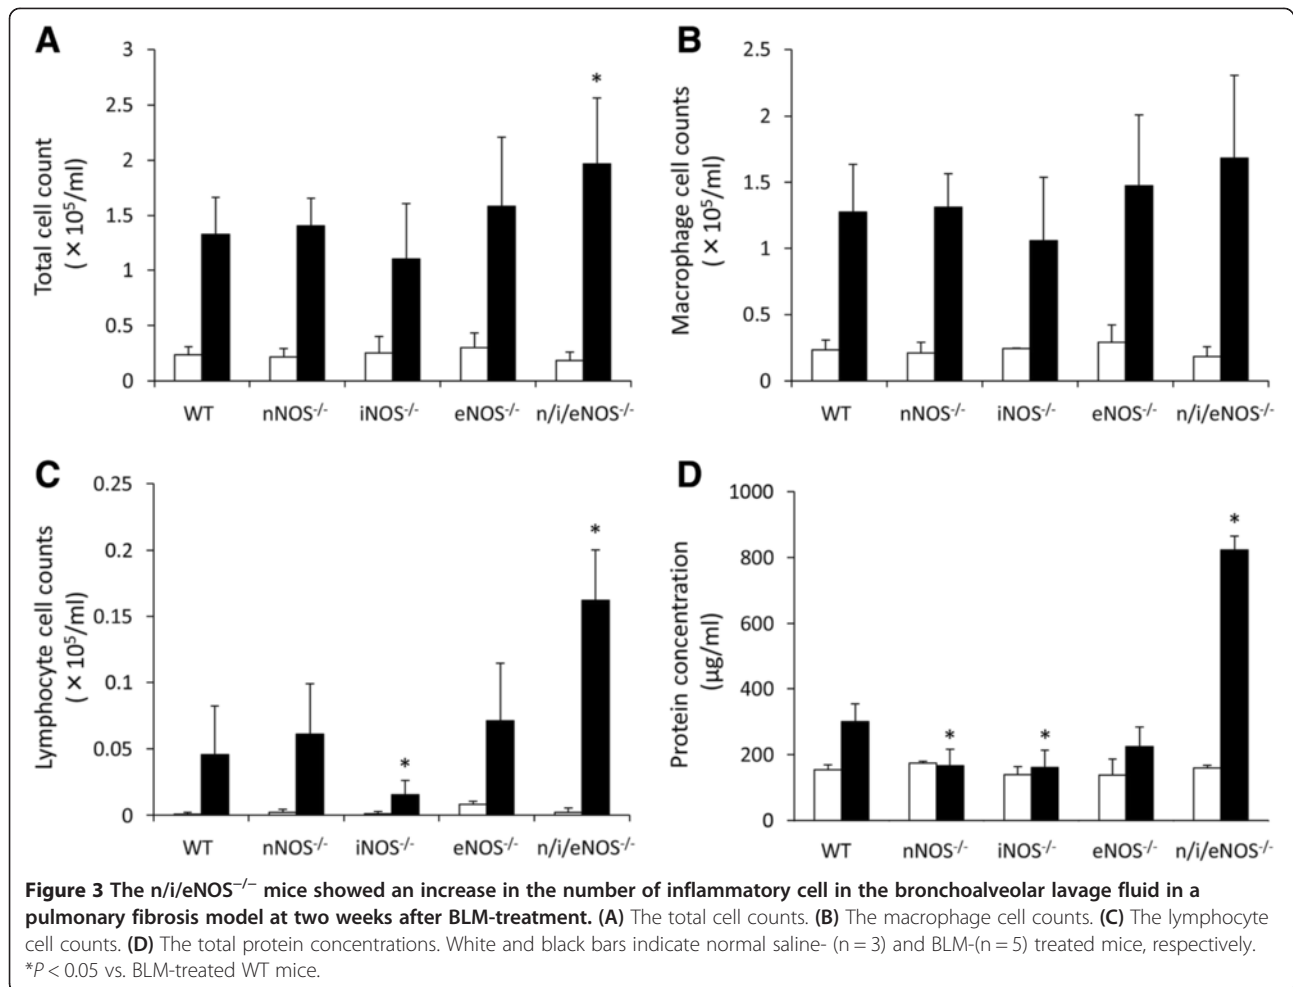 A
3
2.5
2
1.5
1
0.5
0
Total cell count
(×10⁵/ml)
*
WT nNOS⁻/⁻ iNOS⁻/⁻ eNOS⁻/⁻ n/i/eNOS⁻/⁻
B
2.5
2
1.5
1
0.5
0
Macrophage cell counts
(×10⁵/ml)
WT nNOS⁻/⁻ iNOS⁻/⁻ eNOS⁻/⁻ n/i/eNOS⁻/⁻
C
0.25
0.2
0.15
0.1
0.05
0
Lymphocyte cell counts
(×10⁵/ml)
* *
WT nNOS⁻/⁻ iNOS⁻/⁻ eNOS⁻/⁻ n/i/eNOS⁻/⁻
D
1000
800
600
400
200
0
Protein concentration
(µg/ml)
* * *
WT nNOS⁻/⁻ iNOS⁻/⁻ eNOS⁻/⁻ n/i/eNOS⁻/⁻
Figure 3 The n/i/eNOS⁻/⁻ mice showed an increase in the number of inflammatory cell in the bronchoalveolar lavage fluid in a
pulmonary fibrosis model at two weeks after BLM-treatment. (A) The total cell counts. (B) The macrophage cell counts. (C) The lymphocyte
cell counts. (D) The total protein concentrations. White and black bars indicate normal saline- (n = 3) and BLM-(n = 5) treated mice, respectively.
*P < 0.05 vs. BLM-treated WT mice.